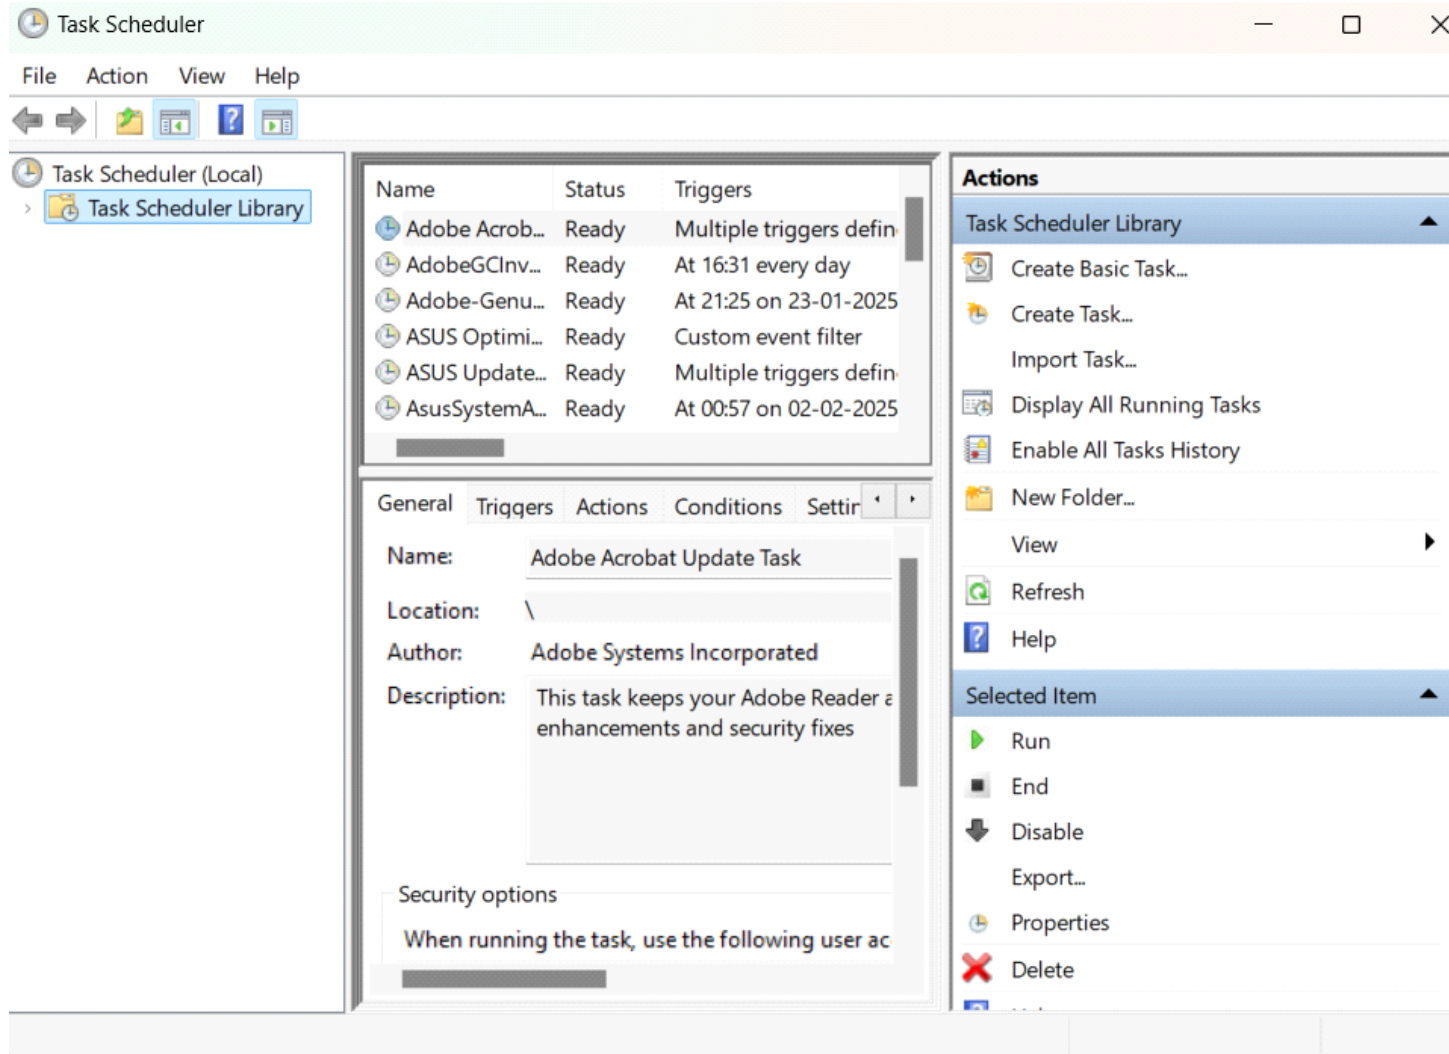 Task Scheduler
File Action View Help
Task Scheduler (Local)
Task Scheduler Library
Name Status Triggers
Adobe Acrob... Ready Multiple triggers defin
AdobeGCInv... Ready At 16:31 every day
Adobe-Genu... Ready At 21:25 on 23-01-2025
ASUS Optimi... Ready Custom event filter
ASUS Update... Ready Multiple triggers defin
AsusSystemA... Ready At 00:57 on 02-02-2025
General Triggers Actions Conditions Settin
Name: Adobe Acrobat Update Task
Location: \
Author: Adobe Systems Incorporated
Description: This task keeps your Adobe Reader a
enhancements and security fixes
Security options
When running the task, use the following user ac
Actions
Task Scheduler Library
Create Basic Task...
Create Task...
Import Task...
Display All Running Tasks
Enable All Tasks History
New Folder...
View
Refresh
Help
Selected Item
Run
End
Disable
Export...
Properties
Delete